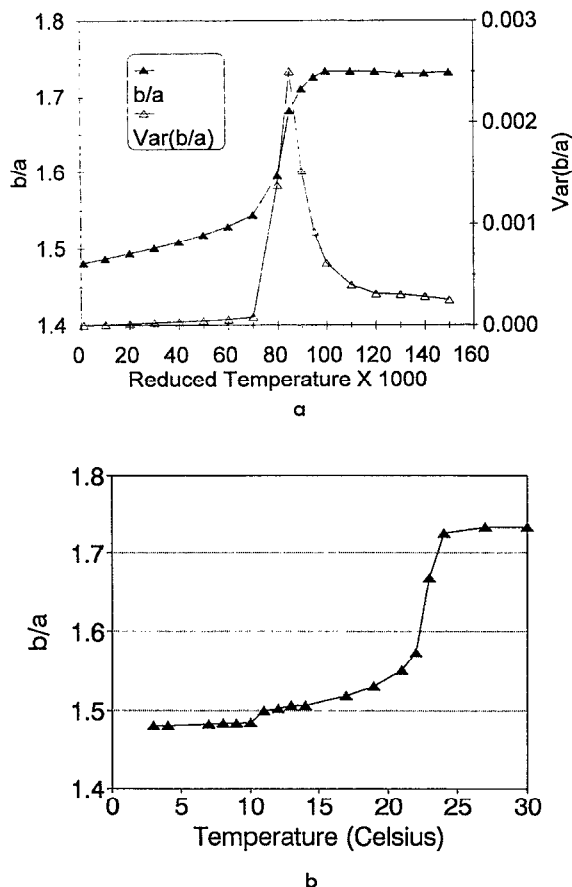 1.8
1.7
1.6
1.5
1.4
b/a
b/a
Var(b/a)
0.003
0.002
0.001
0.000
Var(b/a)
0 20 40 60 80 100 120 140 160
Reduced Temperature X 1000
a
1.8
1.7
1.6
1.5
1.4
b/a
0 5 10 15 20 25 30
Temperature (Celsius)
b